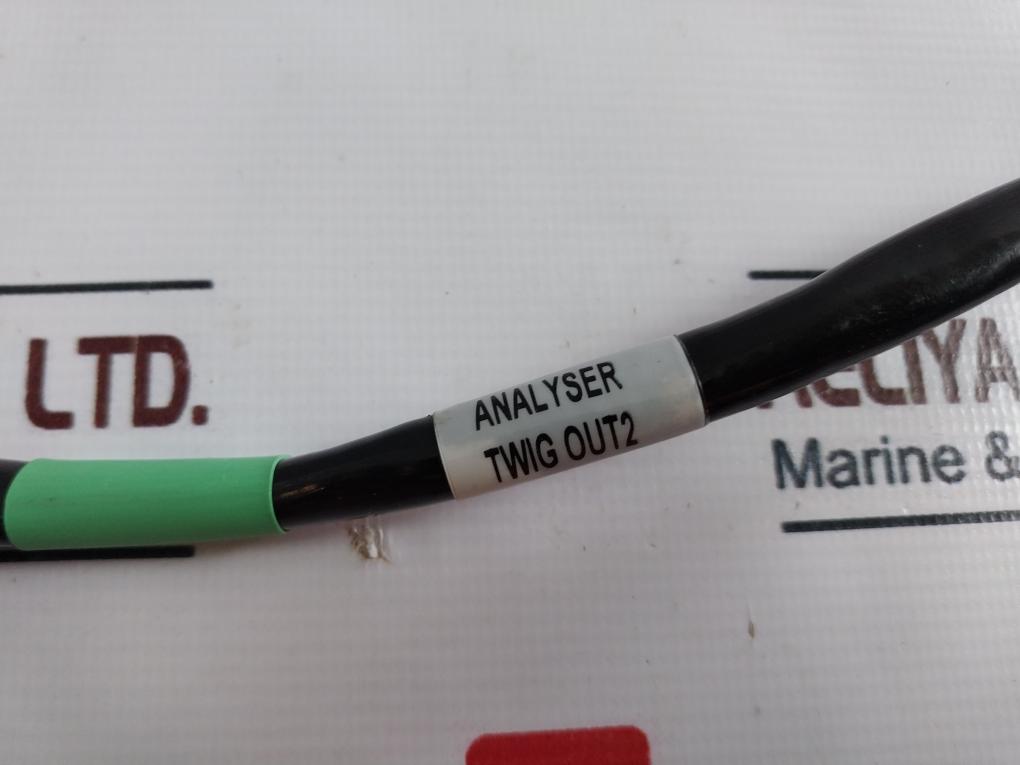 LTD.
ANALYSER
TWIG OUT2
Marine &